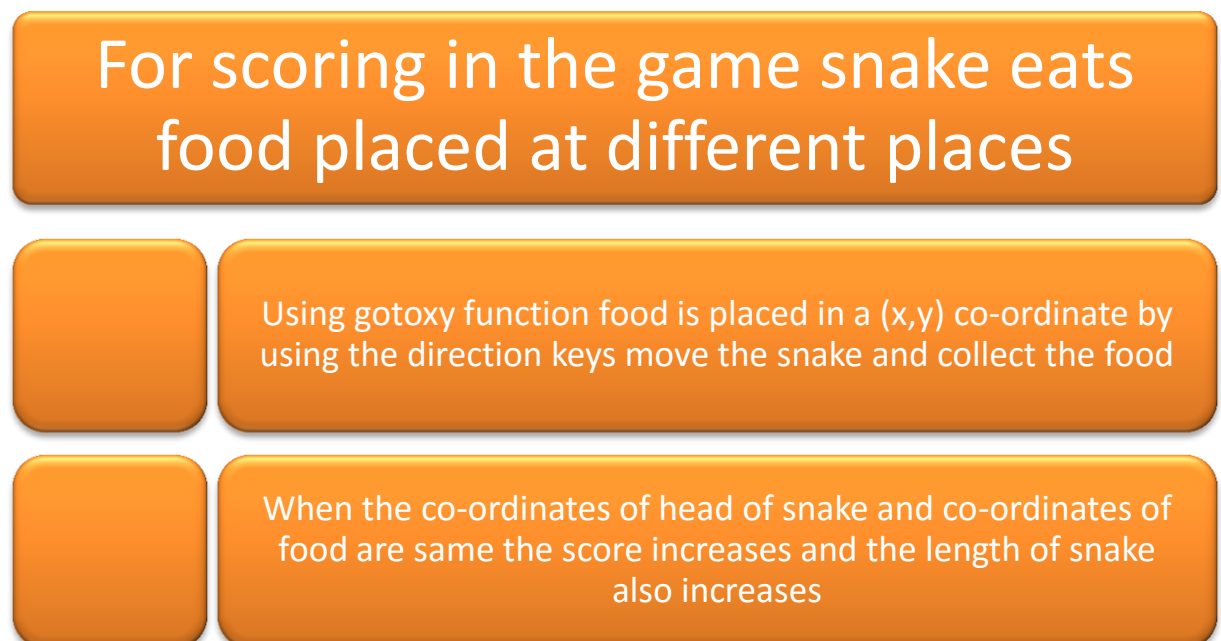 For scoring in the game snake eats
food placed at different places
Using gotoxy function food is placed in a (x,y) co-ordinate by
using the direction keys move the snake and collect the food
When the co-ordinates of head of snake and co-ordinates of
food are same the score increases and the length of snake
also increases